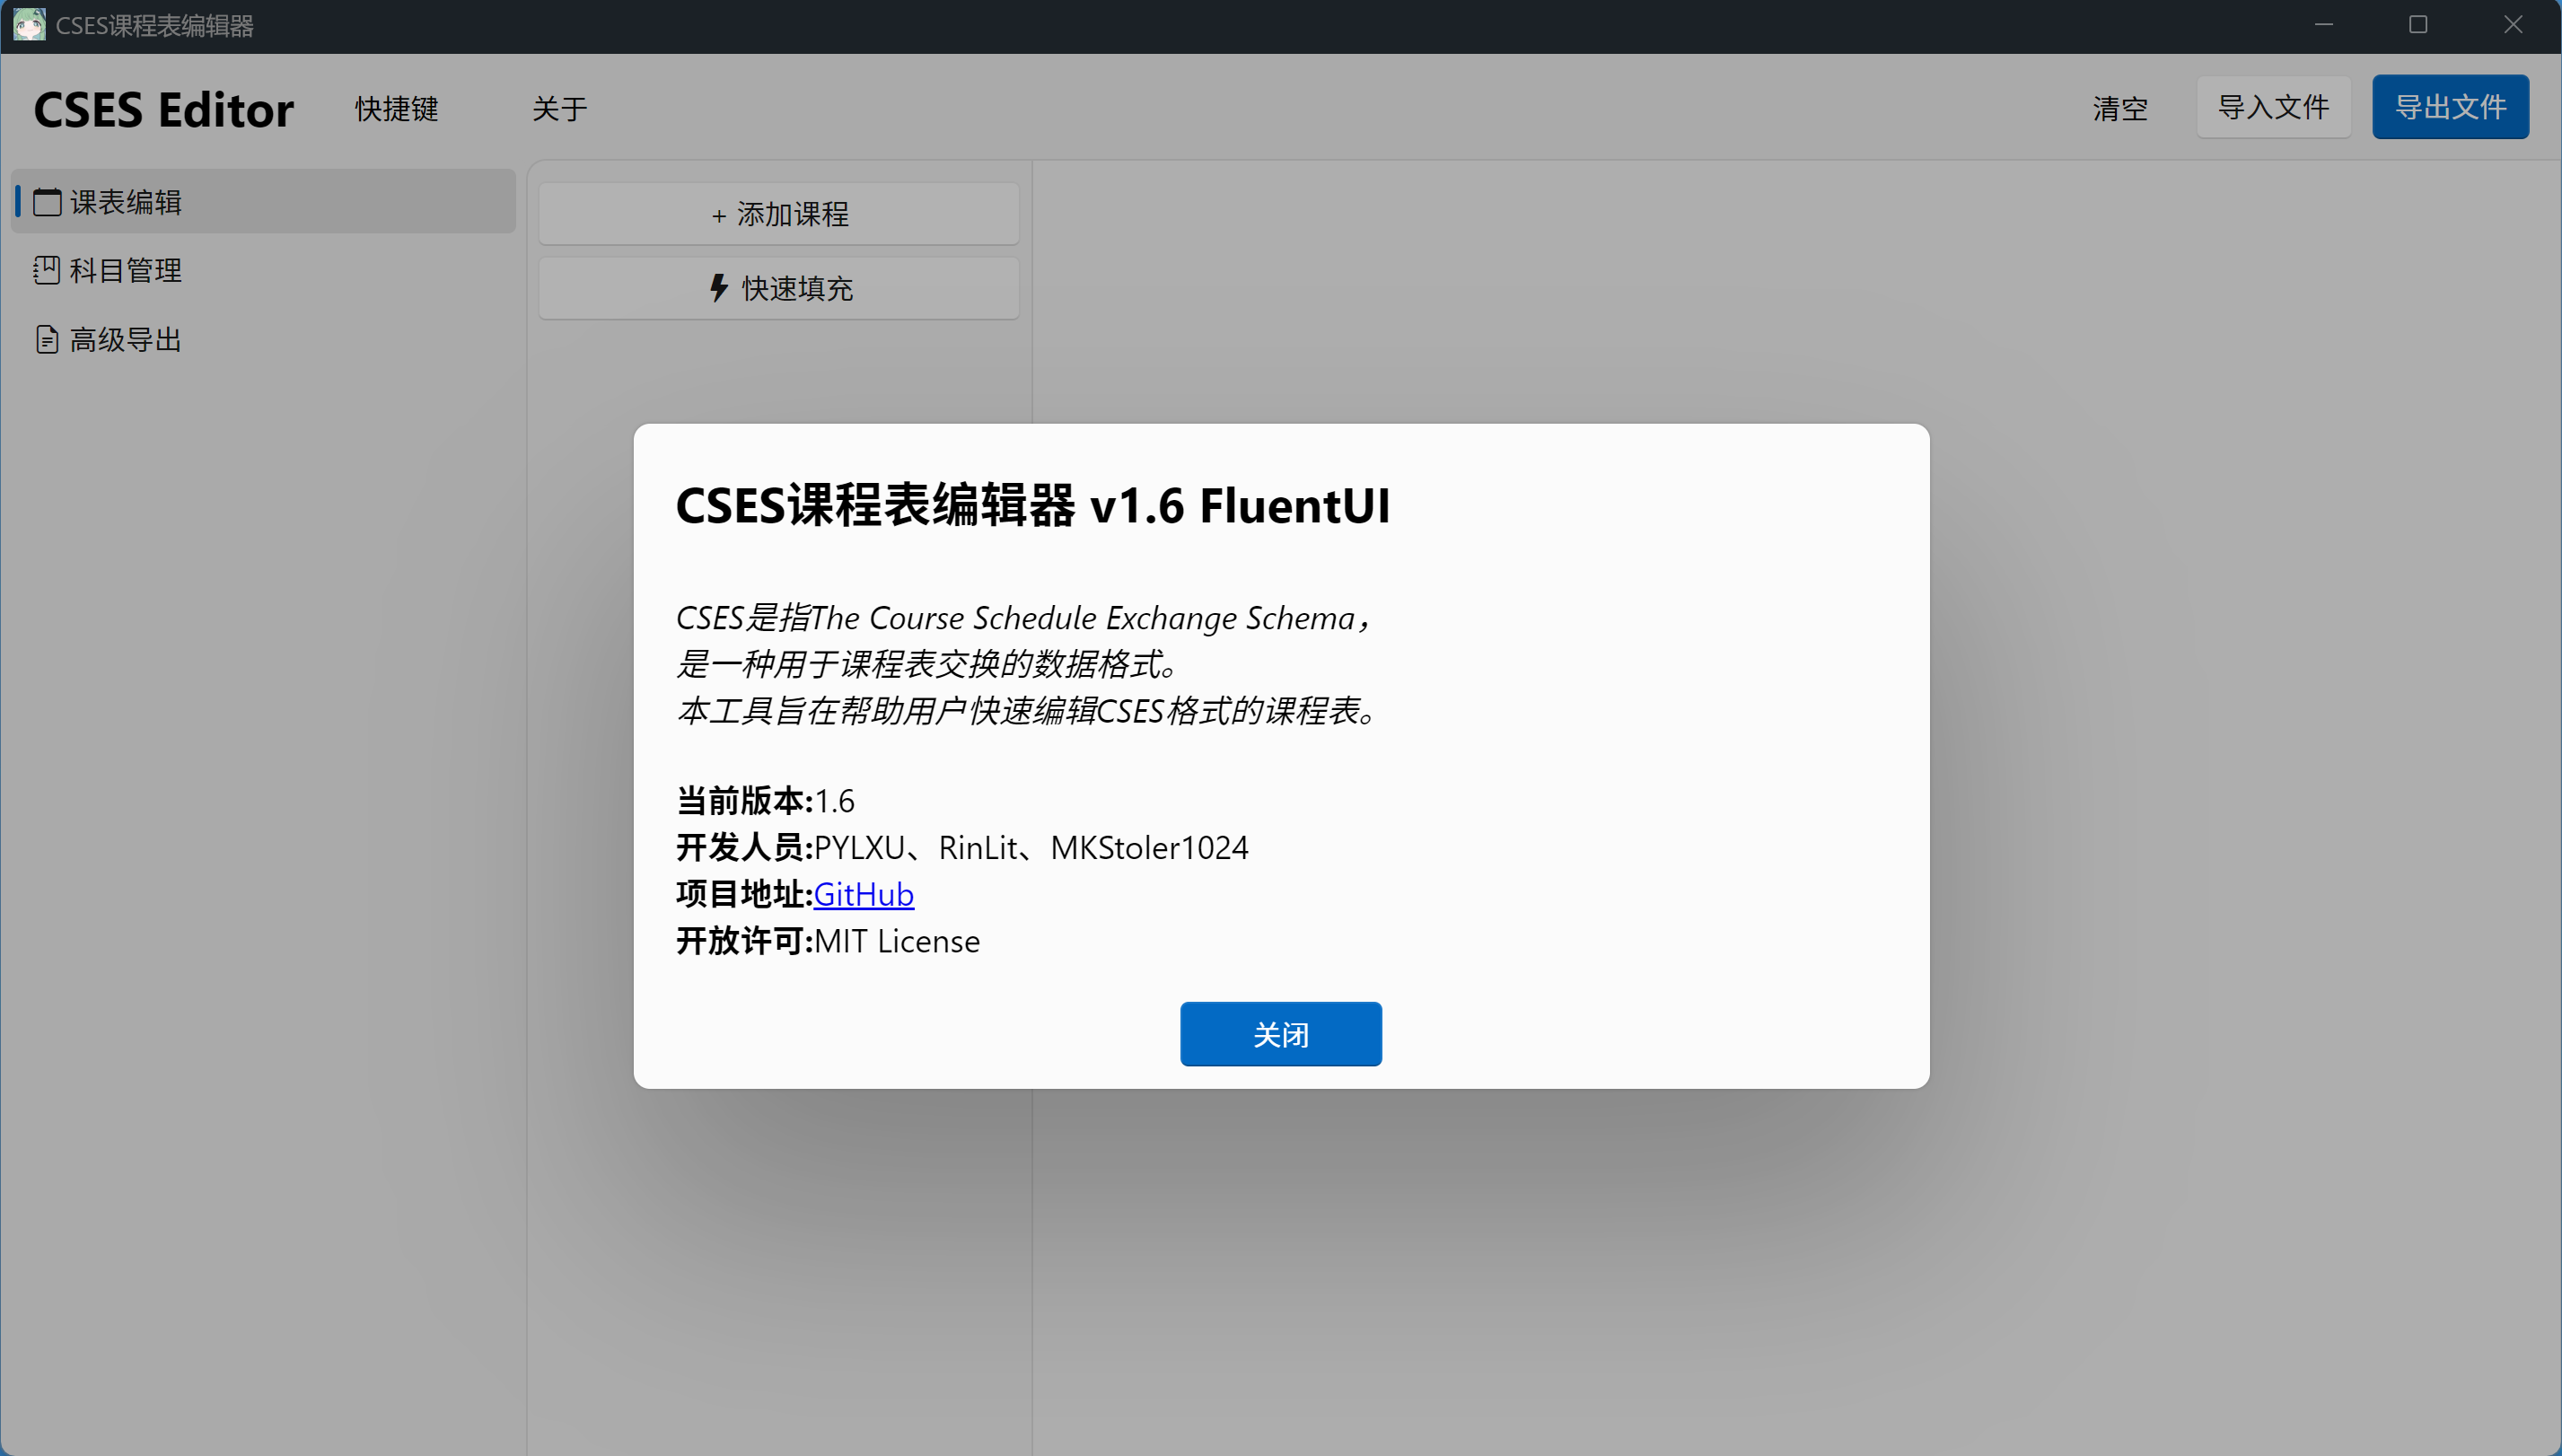 CSES课程表编辑器
CSES Editor
快捷键
关于
清空
导入文件
导出文件
课表编辑
科目管理
高级导出
+ 添加课程
快速填充
CSES课程表编辑器 v1.6 FluentUI
CSES是指The Course Schedule Exchange Schema，
是一种用于课程表交换的数据格式。
本工具旨在帮助用户快速编辑CSES格式的课程表。
当前版本:1.6
开发人员:PYLXU、RinLit、MKStoler1024
项目地址:GitHub
开放许可:MIT License
关闭